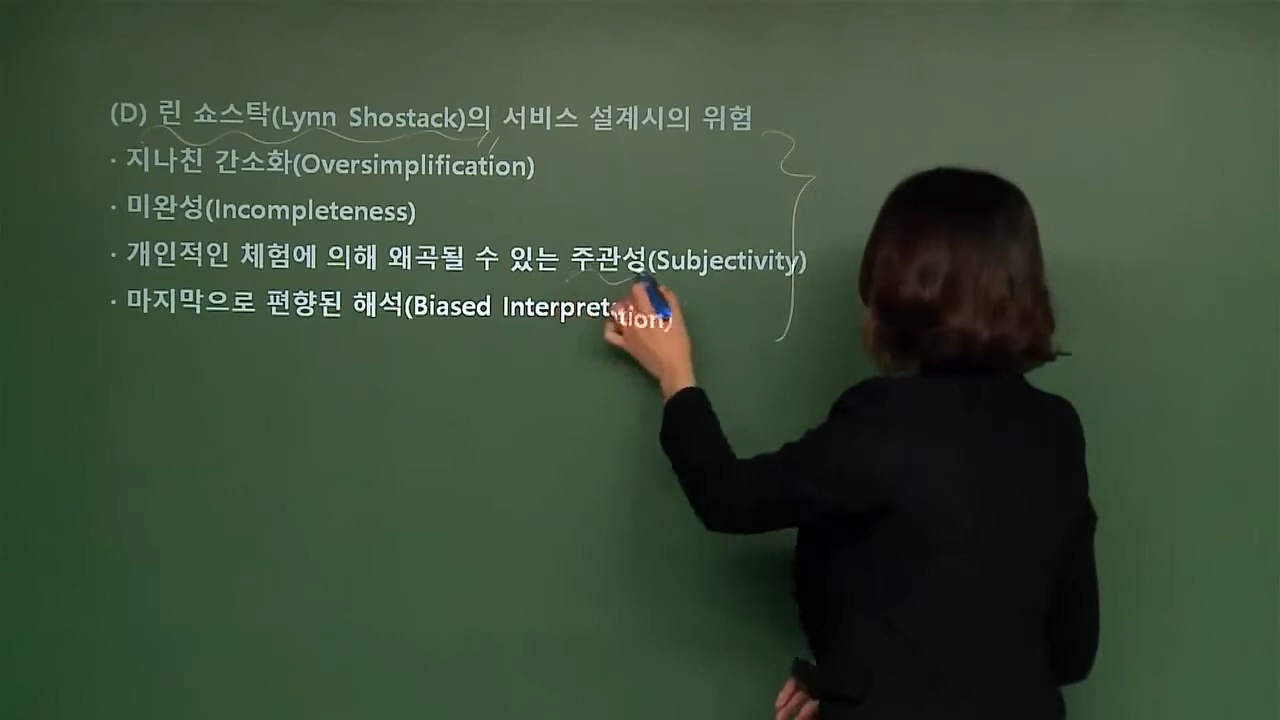 (D) 린 쇼스탁(Lynn Shostack)의 서비스 설계시의 위험
· 지나친 간소화(Oversimplification)
· 미완성(Incompleteness)
· 개인적인 체험에 의해 왜곡될 수 있는 주관성(Subjectivity)
· 마지막으로 편향된 해석(Biased Interpretation)